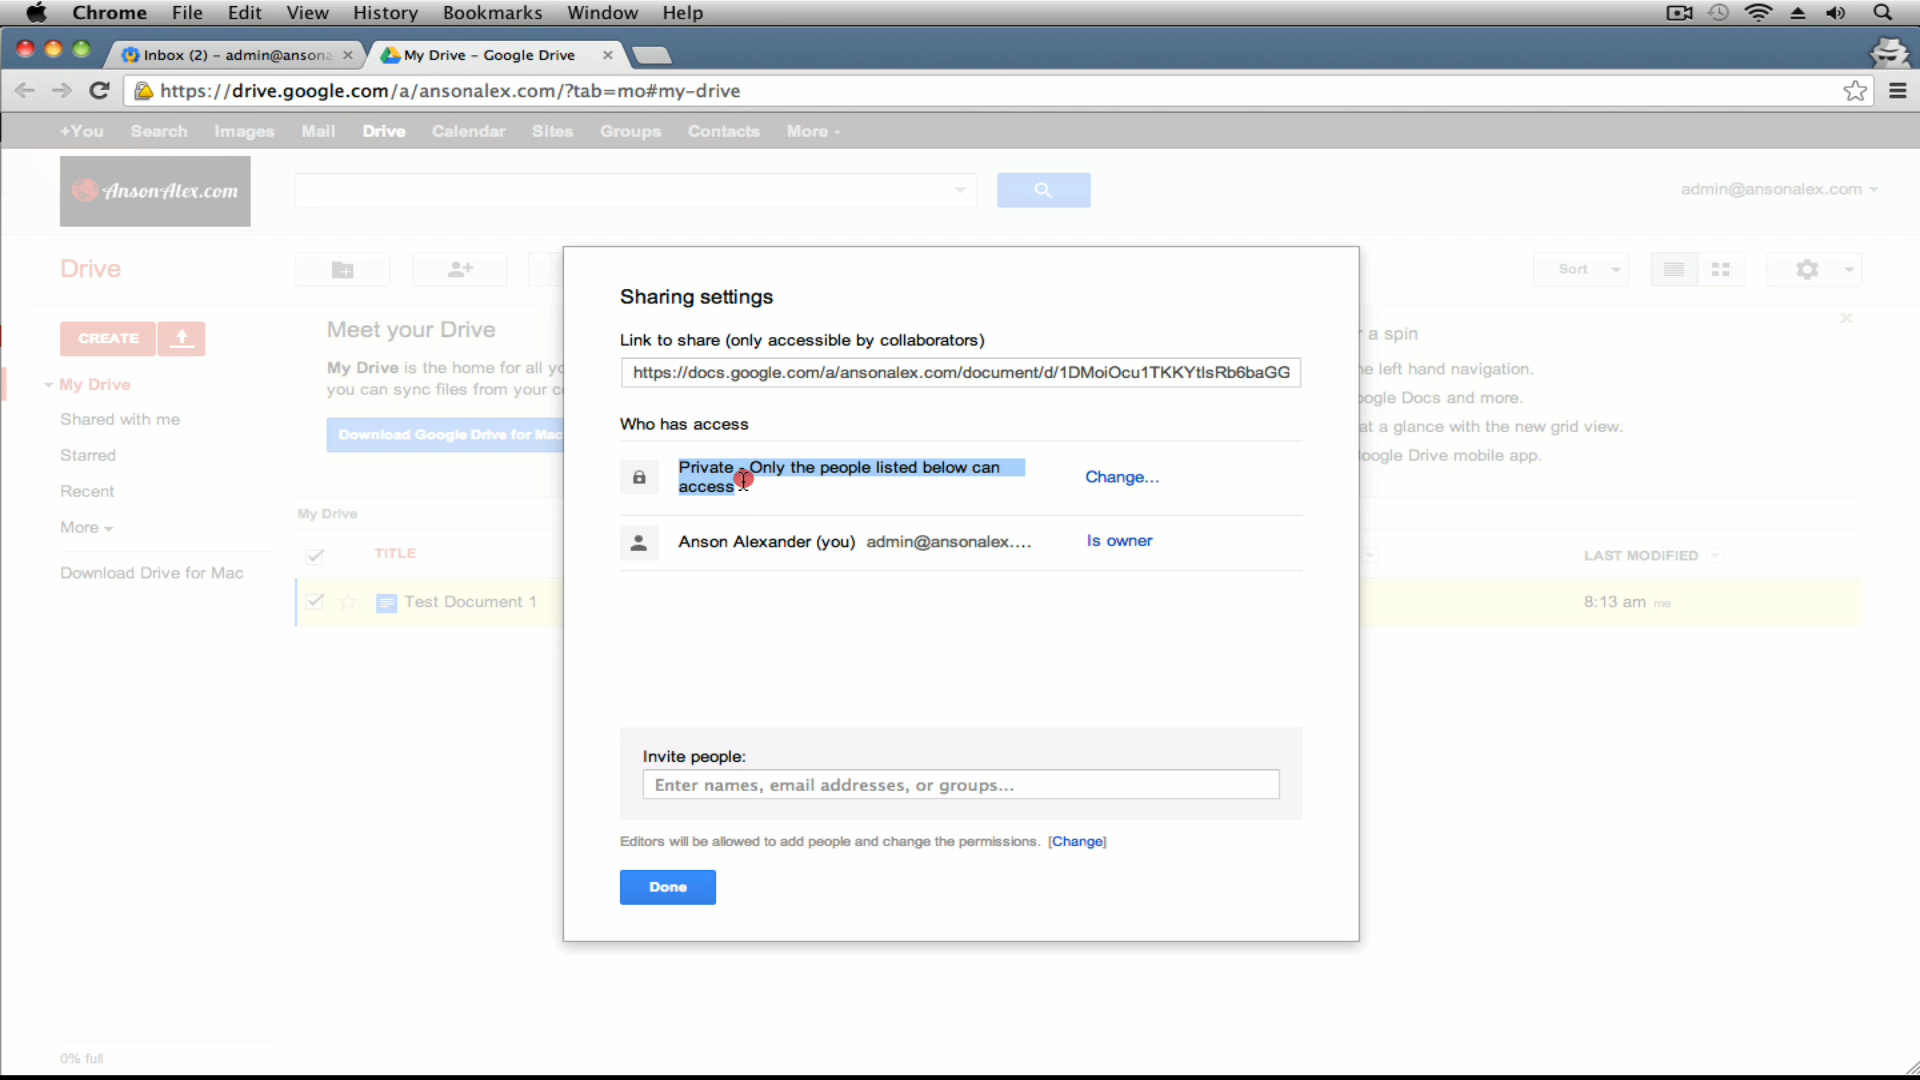 Chrome File Edit View History Bookmarks Window Help
Inbox (2) – admin@ansona
My Drive – Google Drive
https://drive.google.com/a/ansonalex.com/?tab=mo#my-drive
+You Search Images Mail Drive Calendar Sites Groups Contacts More
AnsonAlex.com
admin@ansonalex.com
Drive
Sort
CREATE
My Drive
Shared with me
Starred
Recent
More
Download Drive for Mac
0% full
Meet your Drive
My Drive is the home for all yo
you can sync files from your c
Download Google Drive for Mac
r a spin
e left hand navigation.
ogle Docs and more.
at a glance with the new grid view.
oogle Drive mobile app.
My Drive
TITLE
LAST MODIFIED
Test Document 1
8:13 am me
Sharing settings
Link to share (only accessible by collaborators)
https://docs.google.com/a/ansonalex.com/document/d/1DMoiOcu1TKKYtlsRb6baGG
Who has access
Private - Only the people listed below can
access
Change...
Anson Alexander (you) admin@ansonalex....
Is owner
Invite people:
Enter names, email addresses, or groups...
Editors will be allowed to add people and change the permissions. [Change]
Done